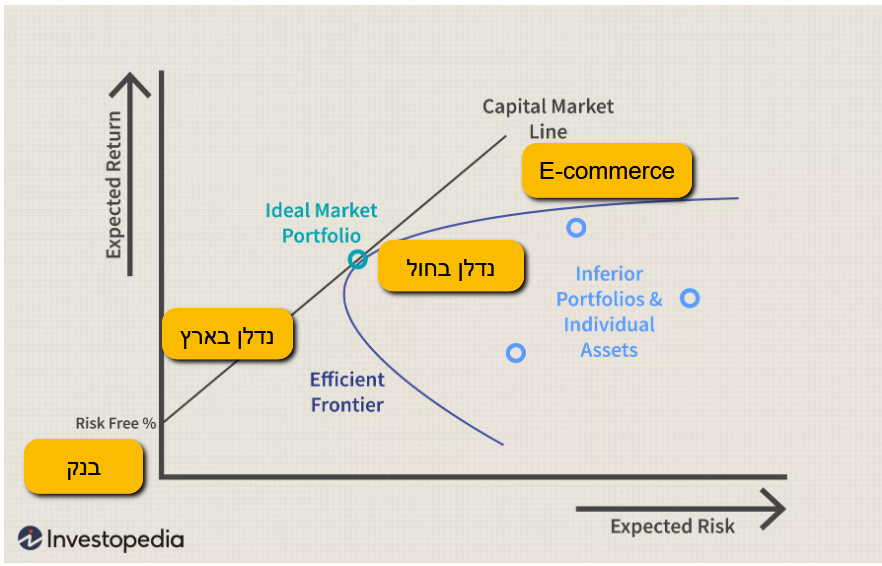 Expected Return
Capital Market
Line
E-commerce
Ideal Market
Portfolio
נדלן בחול
Inferior
Portfolios &
Individual
Assets
נדלן בארץ
Efficient
Frontier
Risk Free %
בנק
Expected Risk
Investopedia